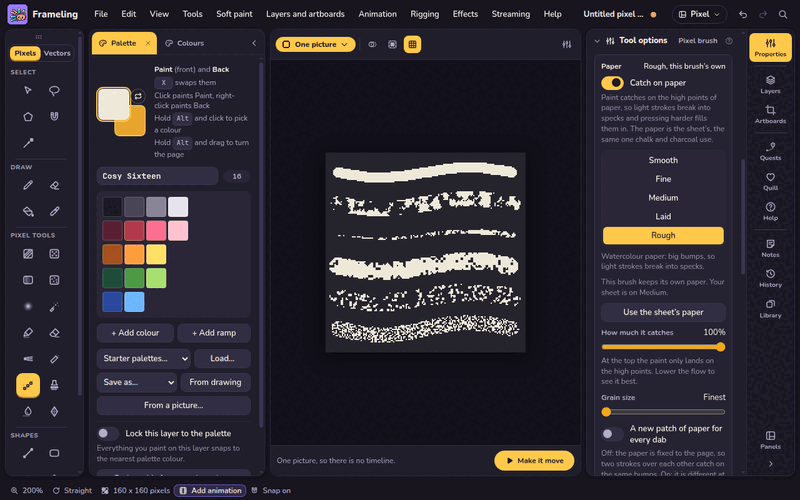 Frameling
File Edit View Tools Soft paint Layers and artboards Animation Rigging Effects Streaming Help
Untitled pixel ...
Pixel
Pixels Vectors
SELECT
DRAW
PIXEL TOOLS
SHAPES
Palette
Colours
Paint (front) and Back
X swaps them
Click paints Paint, right-
click paints Back
Hold Alt and click to pick
a colour
Hold Alt and drag to turn
the page
Cosy Sixteen 16
+ Add colour + Add ramp
Starter palettes... Load...
Save as... From drawing
From a picture...
Lock this layer to the palette
Everything you paint on this layer snaps to
the nearest palette colour.
One picture
One picture, so there is no timeline.
Make it move
Tool options Pixel brush
Paper Rough, this brush's own
Catch on paper
Paint catches on the high points of
paper, so light strokes break into
specks and pressing harder fills
them in. The paper is the sheet's, the
same one chalk and charcoal use.
Smooth
Fine
Medium
Laid
Rough
Watercolour paper: big bumps, so
light strokes break into specks.
This brush keeps its own paper. Your
sheet is on Medium.
Use the sheet's paper
How much it catches 100%
At the top the paint only lands on
the high points. Lower the flow to
see it best.
Grain size Finest
A new patch of paper for
every dab
Off: the paper is fixed to the page, so
two strokes over each other catch on
the same bumps. On: it is different at
Properties
Layers
Artboards
Quests
Quill
Help
Notes
History
Library
Panels
200% Straight 160 x 160 pixels Add animation Snap on